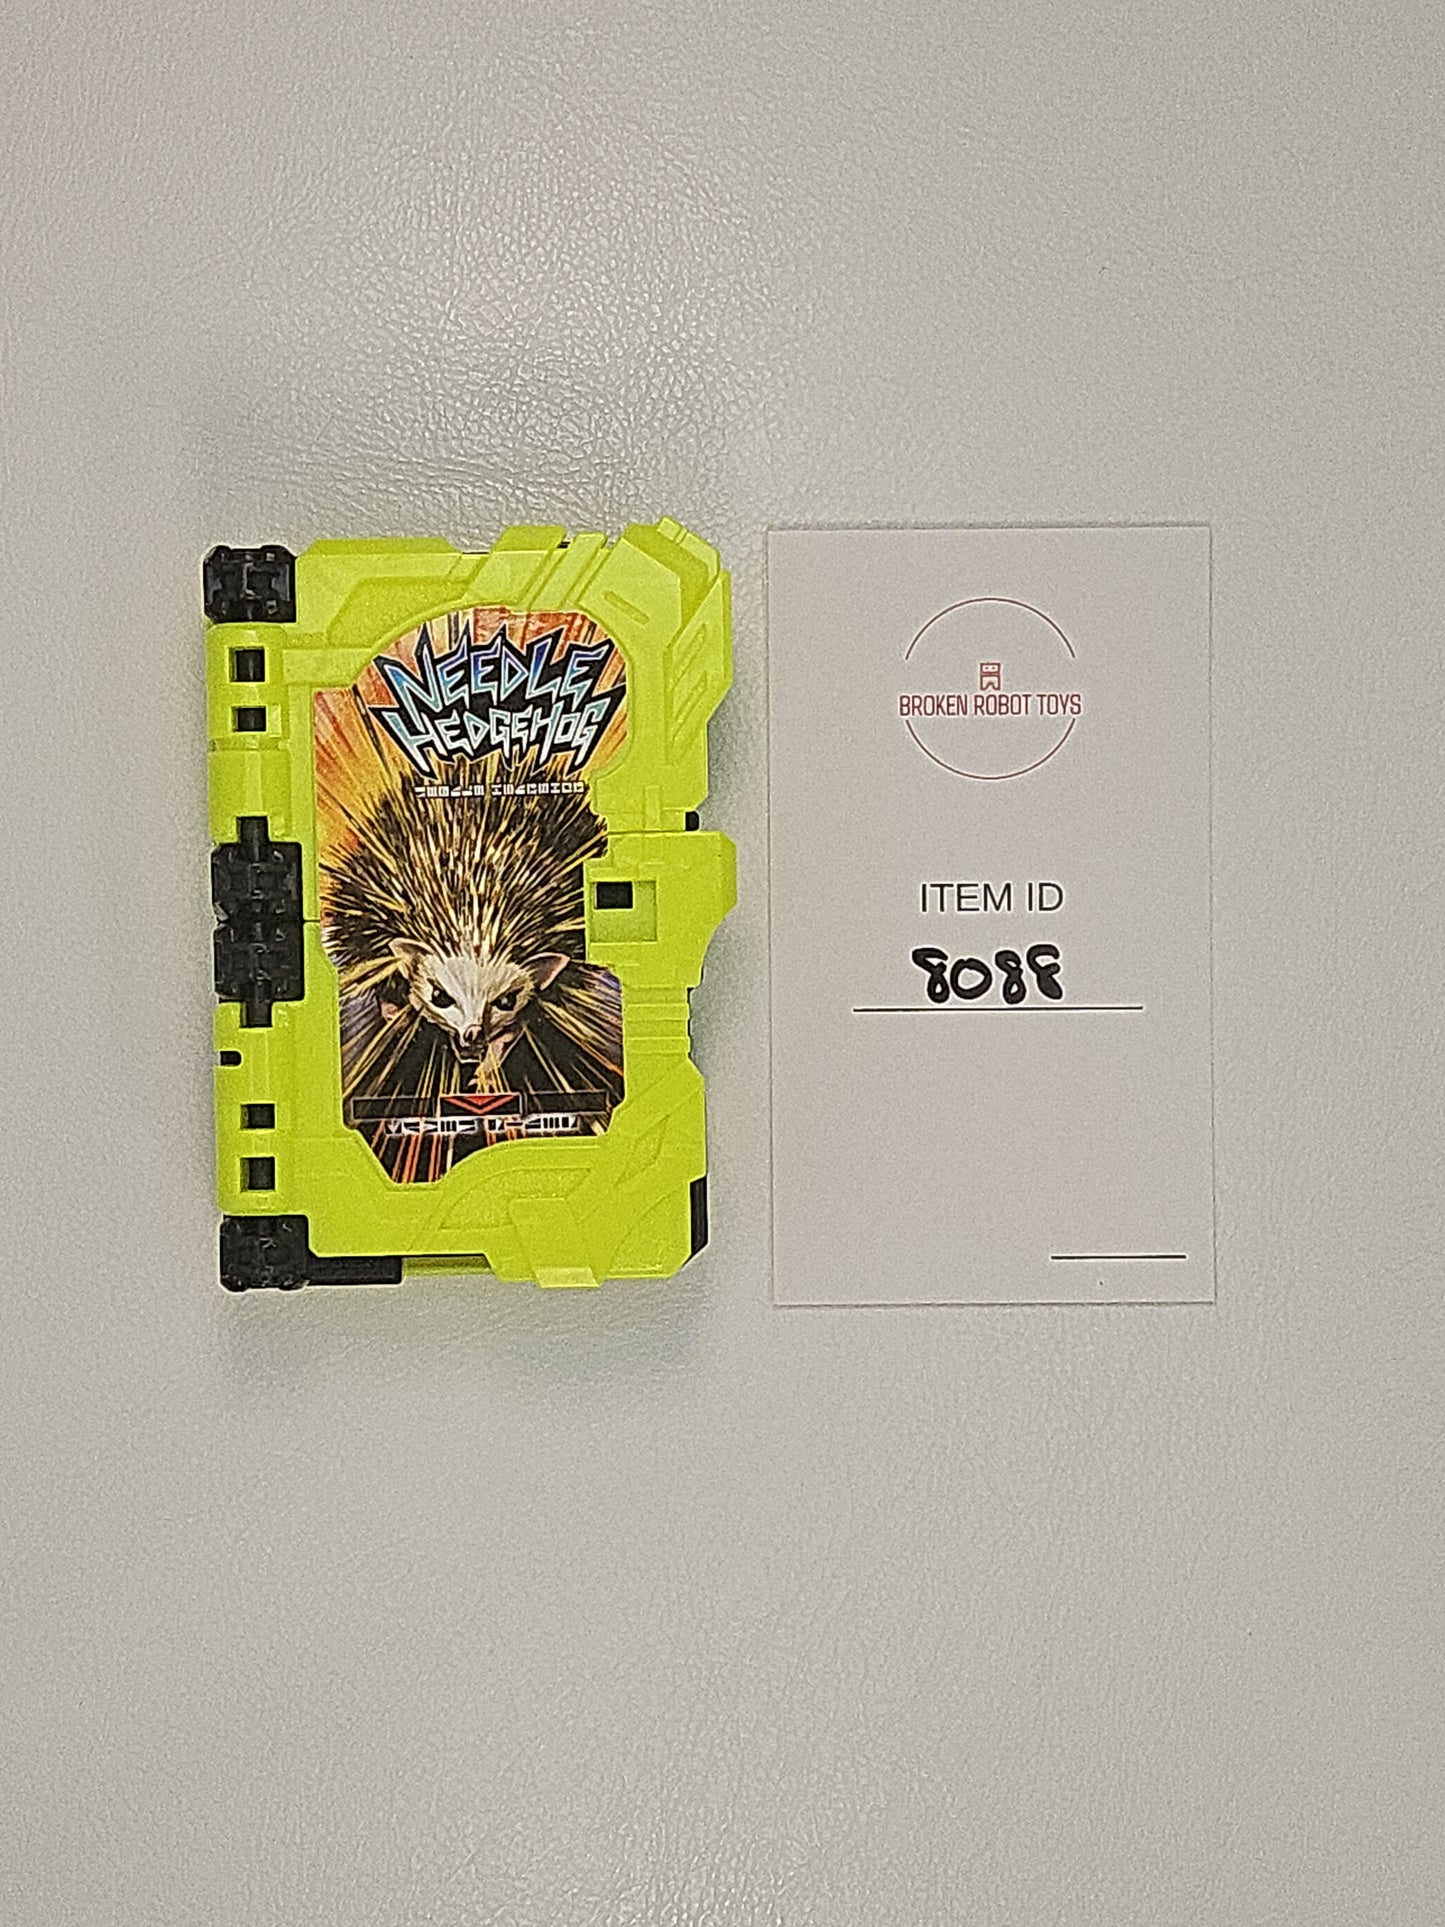 NEEDLE
HEDGEHOG
BROKEN ROBOT TOYS
ITEM ID
8088